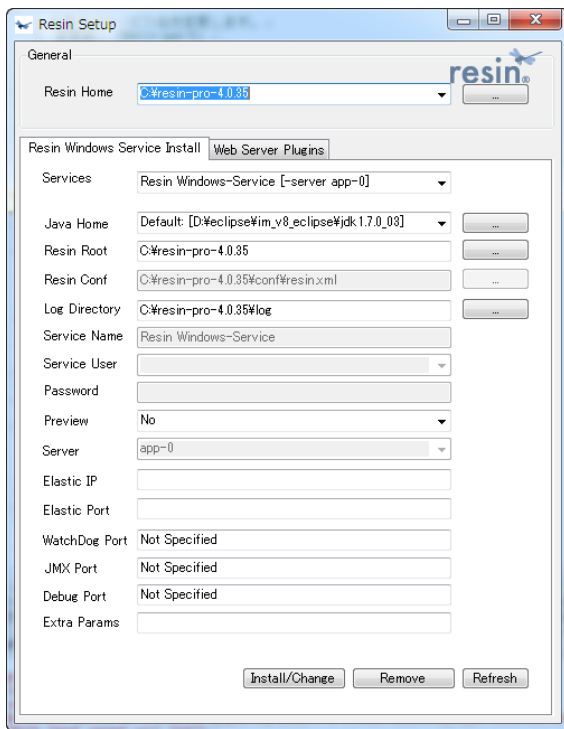 Resin Setup
General
resin®
Resin Home C:¥resin-pro-4.0.35 ...
Resin Windows Service Install Web Server Plugins
Services Resin Windows-Service [-server app-0]
Java Home Default: [D:¥eclipse¥im_v8_eclipse¥jdk1.7.0_03] ...
Resin Root C:¥resin-pro-4.0.35 ...
Resin Conf C:¥resin-pro-4.0.35¥conf¥resin.xml ...
Log Directory C:¥resin-pro-4.0.35¥log ...
Service Name Resin Windows-Service
Service User
Password
Preview No
Server app-0
Elastic IP
Elastic Port
WatchDog Port Not Specified
JMX Port Not Specified
Debug Port Not Specified
Extra Params
Install/Change Remove Refresh